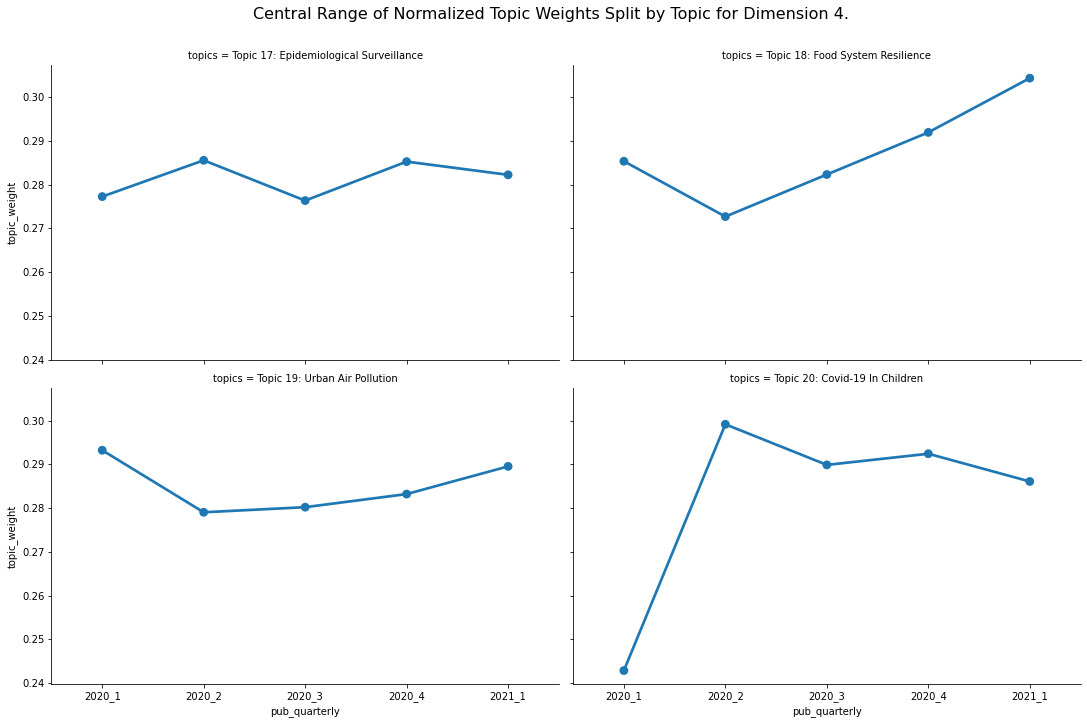 Central Range of Normalized Topic Weights Split by Topic for Dimension 4.
topics = Topic 17: Epidemiological Surveillance
topics = Topic 18: Food System Resilience
0.30
0.29
0.28
0.27
0.26
0.25
0.24
topic_weight
topics = Topic 19: Urban Air Pollution
topics = Topic 20: Covid-19 In Children
0.30
0.29
0.28
0.27
0.26
0.25
0.24
topic_weight
2020_1 2020_2 2020_3 2020_4 2021_1
pub_quarterly
2020_1 2020_2 2020_3 2020_4 2021_1
pub_quarterly